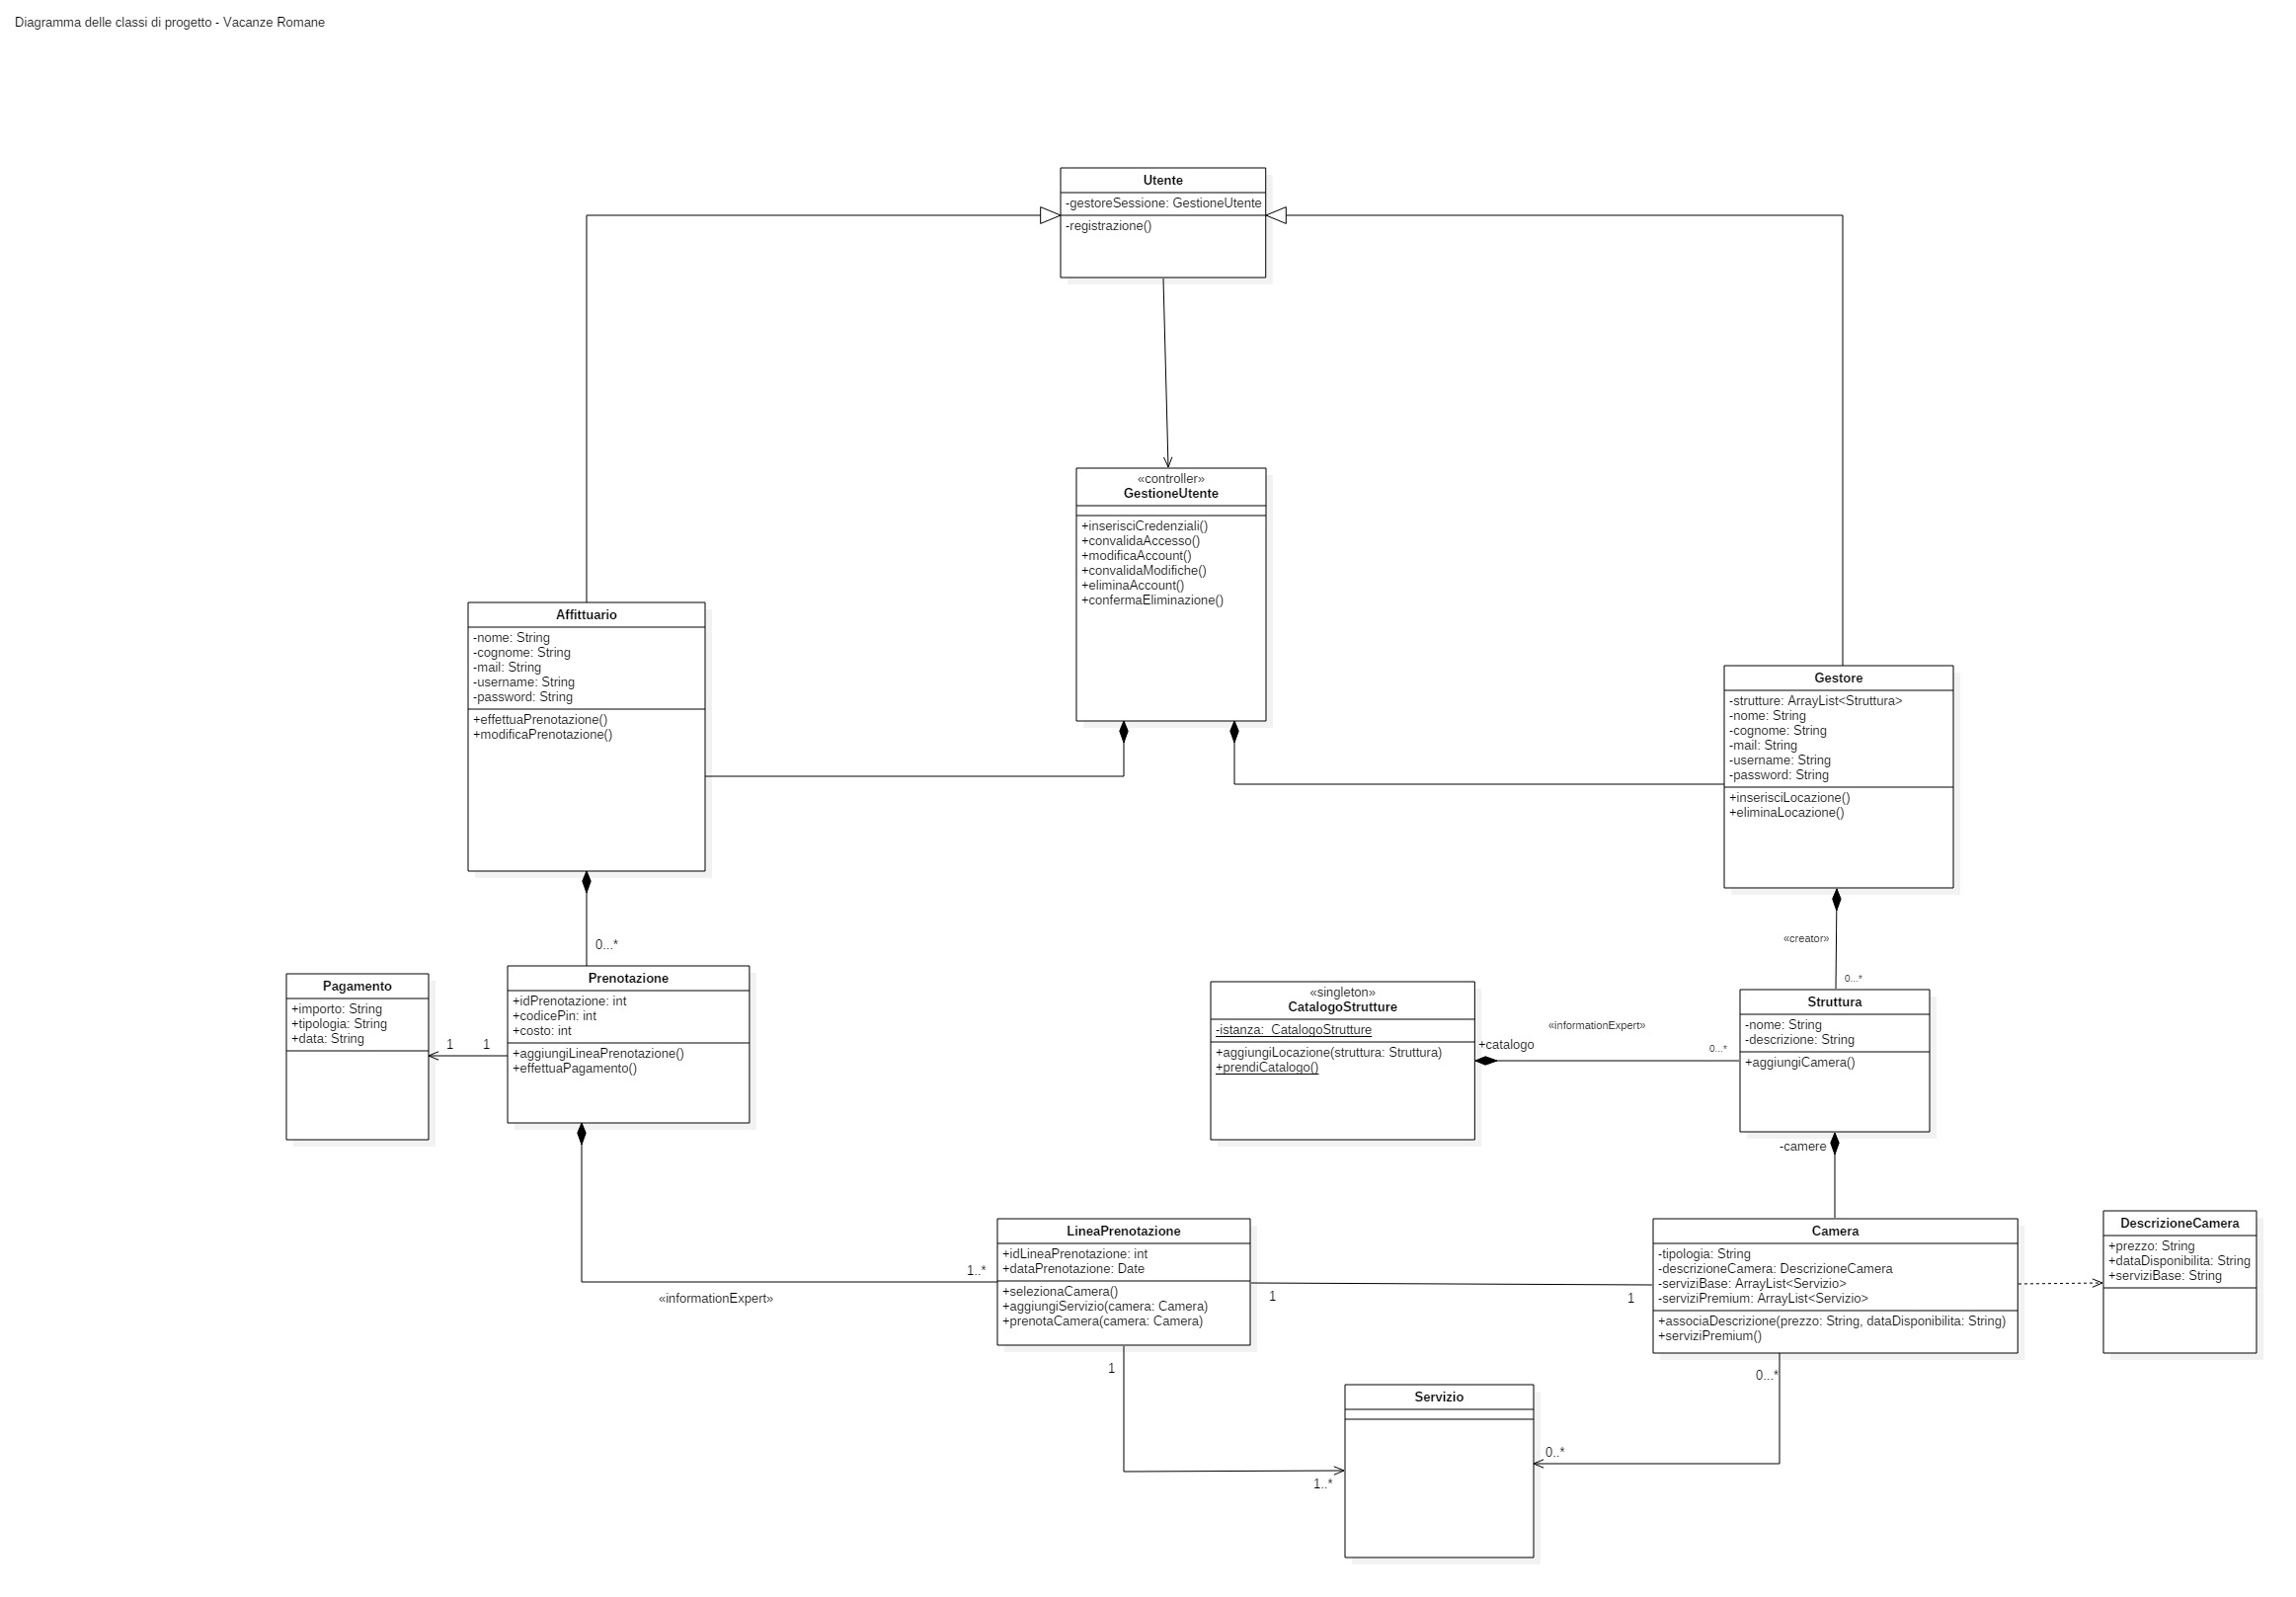 Diagramma delle classi di progetto - Vacanze Romane
Utente
-gestoreSessione: GestioneUtente
-registrazione()
«controller»
GestioneUtente
+inserisciCredenziali()
+convalidaAccesso()
+modificaAccount()
+convalidaModifiche()
+eliminaAccount()
+confermaEliminazione()
Affittuario
-nome: String
-cognome: String
-mail: String
-username: String
-password: String
+effettuaPrenotazione()
+modificaPrenotazione()
Gestore
-strutture: ArrayList<Struttura>
-nome: String
-cognome: String
-mail: String
-username: String
-password: String
+inserisciLocazione()
+eliminaLocazione()
0...*
«creator»
0...*
Pagamento
+importo: String
+tipologia: String
+data: String
1
1
Prenotazione
+idPrenotazione: int
+codicePin: int
+costo: int
+aggiungiLineaPrenotazione()
+effettuaPagamento()
«singleton»
CatalogoStrutture
-istanza: CatalogoStrutture
+aggiungiLocazione(struttura: Struttura)
+prendiCatalogo()
+catalogo
«informationExpert»
0...*
Struttura
-nome: String
-descrizione: String
+aggiungiCamera()
-camere
1..*
«informationExpert»
LineaPrenotazione
+idLineaPrenotazione: int
+dataPrenotazione: Date
+selezionaCamera()
+aggiungiServizio(camera: Camera)
+prenotaCamera(camera: Camera)
1
1
Camera
-tipologia: String
-descrizioneCamera: DescrizioneCamera
-serviziBase: ArrayList<Servizio>
-serviziPremium: ArrayList<Servizio>
+associaDescrizione(prezzo: String, dataDisponibilita: String)
+serviziPremium()
DescrizioneCamera
+prezzo: String
+dataDisponibilita: String
+serviziBase: String
1
0...*
Servizio
0..*
1..*